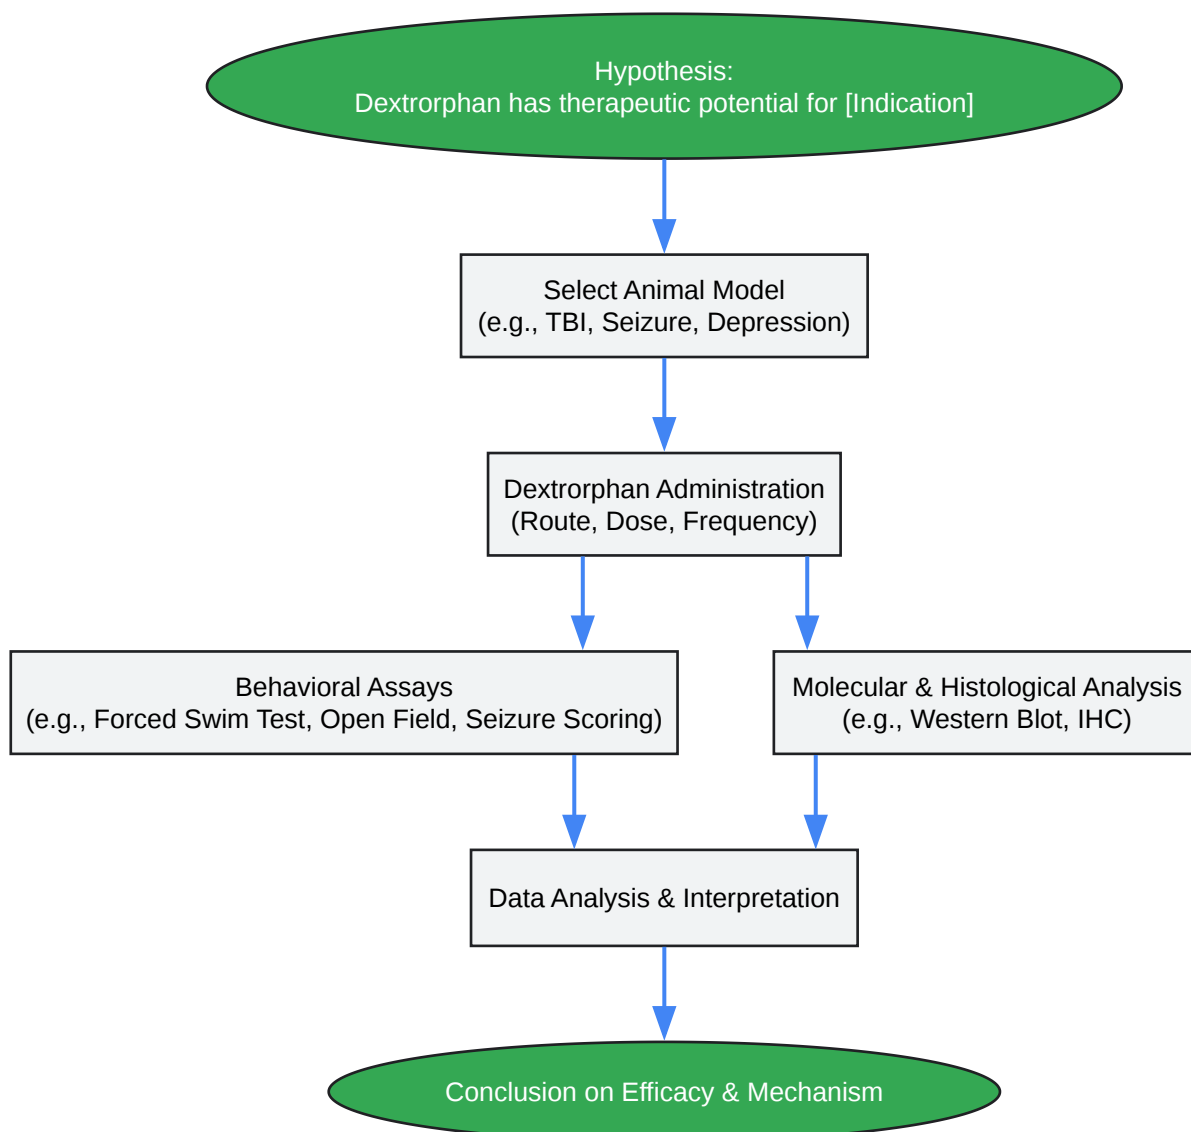 Hypothesis:
Dextrorphan has therapeutic potential for [Indication]
Select Animal Model
(e.g., TBI, Seizure, Depression)
Dextrorphan Administration
(Route, Dose, Frequency)
Behavioral Assays
(e.g., Forced Swim Test, Open Field, Seizure Scoring)
Molecular & Histological Analysis
(e.g., Western Blot, IHC)
Data Analysis & Interpretation
Conclusion on Efficacy & Mechanism